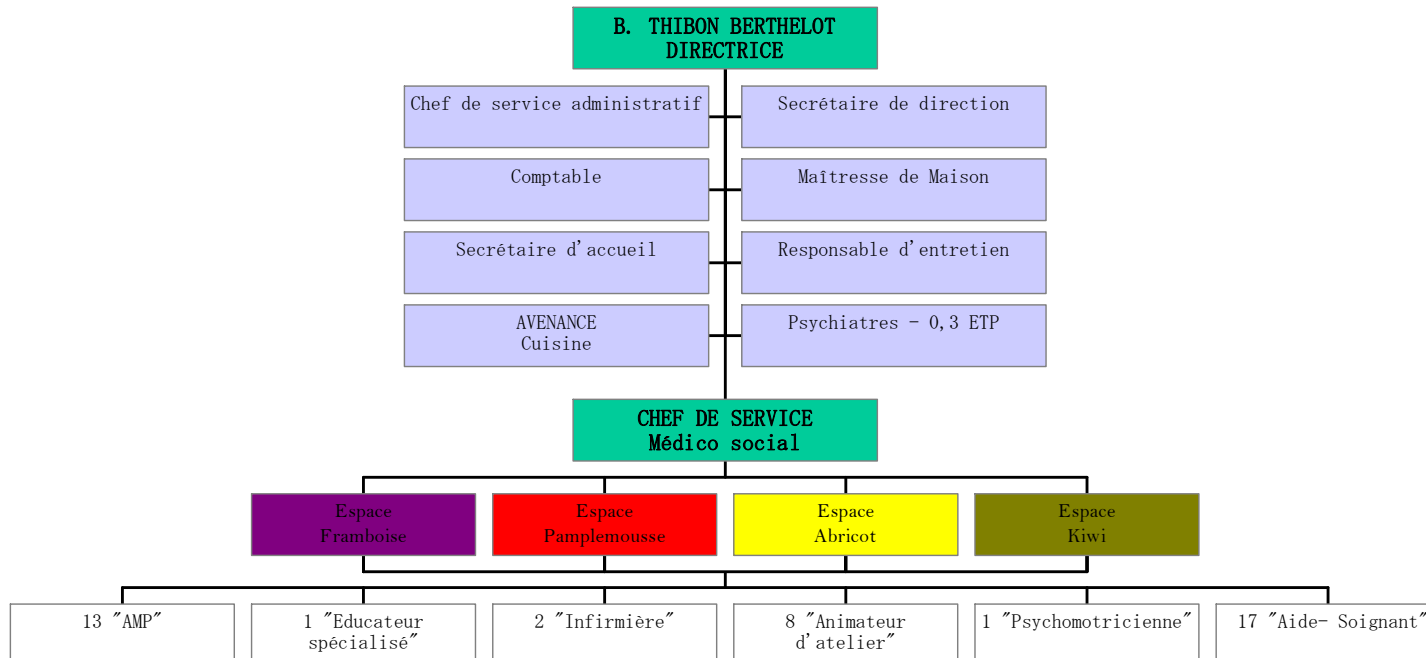 B. THIBON BERTHELOT
DIRECTRICE
Chef de service administratif
Secrétaire de direction
Comptable
Maîtresse de Maison
Secrétaire d'accueil
Responsable d'entretien
AVENANCE
Cuisine
Psychiatres - 0,3 ETP
CHEF DE SERVICE
Médico social
Espace
Framboise
Espace
Pamplemousse
Espace
Abricot
Espace
Kiwi
13 "AMP"
1 "Educateur
spécialisé"
2 "Infirmière"
8 "Animateur
d'atelier"
1 "Psychomotricienne"
17 "Aide- Soignant"